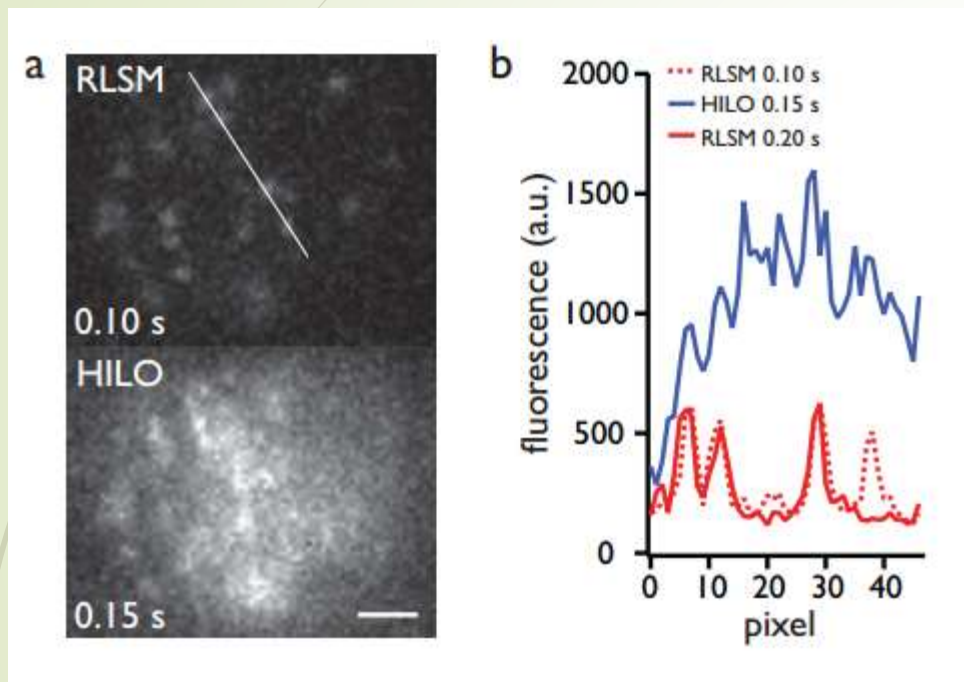 a
RLSM
0.10 s
HILO
0.15 s
b
RLSM 0.10 s
HILO 0.15 s
RLSM 0.20 s
fluorescence (a.u.)
2000
1500
1000
500
0
0 10 20 30 40
pixel